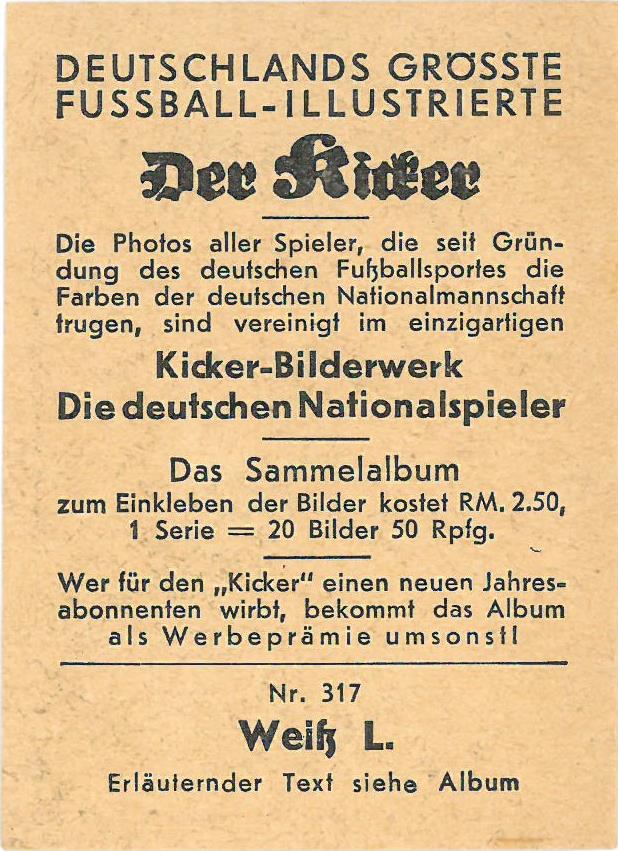 DEUTSCHLANDS GRÖSSTE
FUSSBALL-ILLUSTRIERTE
Der Kicker
Die Photos aller Spieler, die seit Grün-
dung des deutschen Fußballsportes die
Farben der deutschen Nationalmannschaft
trugen, sind vereinigt im einzigartigen
Kicker-Bilderwerk
Die deutschen Nationalspieler
Das Sammelalbum
zum Einkleben der Bilder kostet RM. 2.50,
1 Serie = 20 Bilder 50 Rpfg.
Wer für den „Kicker" einen neuen Jahres-
abonnenten wirbt, bekommt das Album
als Werbeprämie umsonst!
Nr. 317
Weiß L.
Erläuternder Text siehe Album